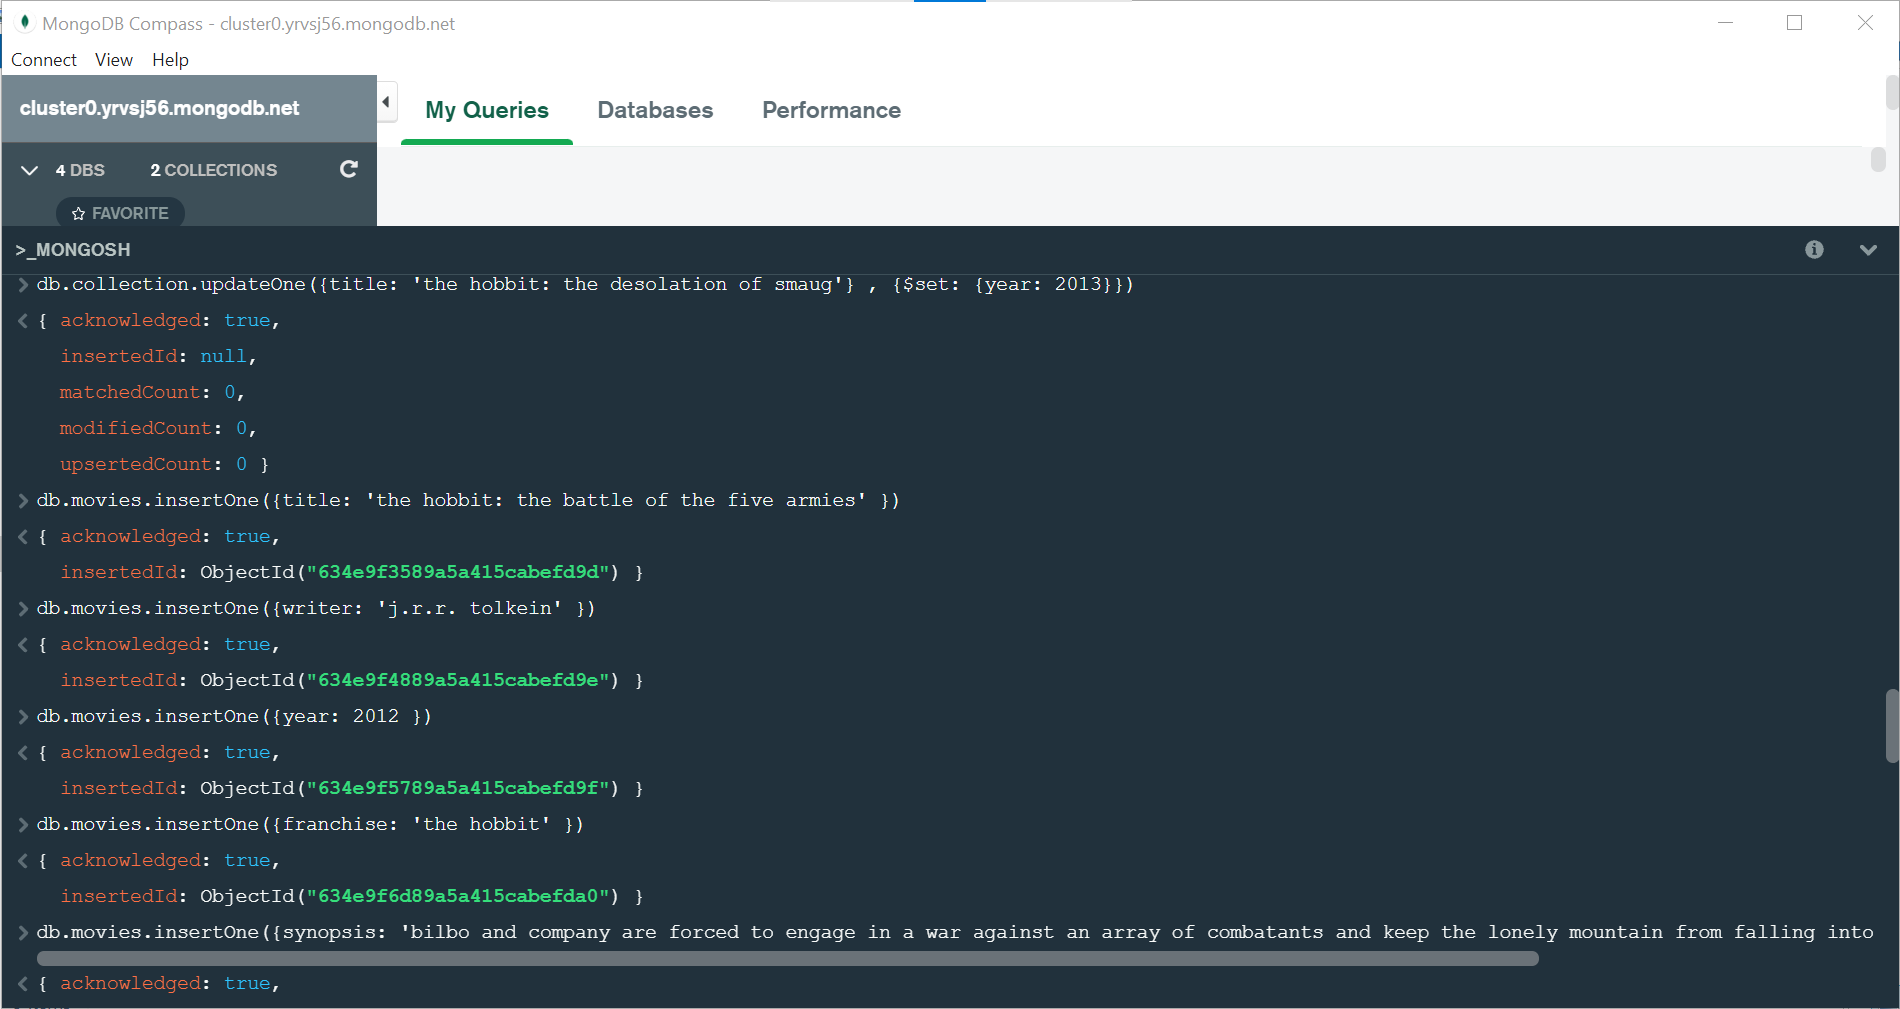 MongoDB Compass - cluster0.yrvsj56.mongodb.net
Connect View Help
cluster0.yrvsj56.mongodb.net
My Queries Databases Performance
4 DBS 2 COLLECTIONS
FAVORITE
>_MONGOSH
> db.collection.updateOne({title: 'the hobbit: the desolation of smaug'} , {$set: {year: 2013}})
< { acknowledged: true,
insertedId: null,
matchedCount: 0,
modifiedCount: 0,
upsertedCount: 0 }
> db.movies.insertOne({title: 'the hobbit: the battle of the five armies' })
< { acknowledged: true,
insertedId: ObjectId("634e9f3589a5a415cabefd9d") }
> db.movies.insertOne({writer: 'j.r.r. tolkein' })
< { acknowledged: true,
insertedId: ObjectId("634e9f4889a5a415cabefd9e") }
> db.movies.insertOne({year: 2012 })
< { acknowledged: true,
insertedId: ObjectId("634e9f5789a5a415cabefd9f") }
> db.movies.insertOne({franchise: 'the hobbit' })
< { acknowledged: true,
insertedId: ObjectId("634e9f6d89a5a415cabefda0") }
> db.movies.insertOne({synopsis: 'bilbo and company are forced to engage in a war against an array of combatants and keep the lonely mountain from falling into
< { acknowledged: true,